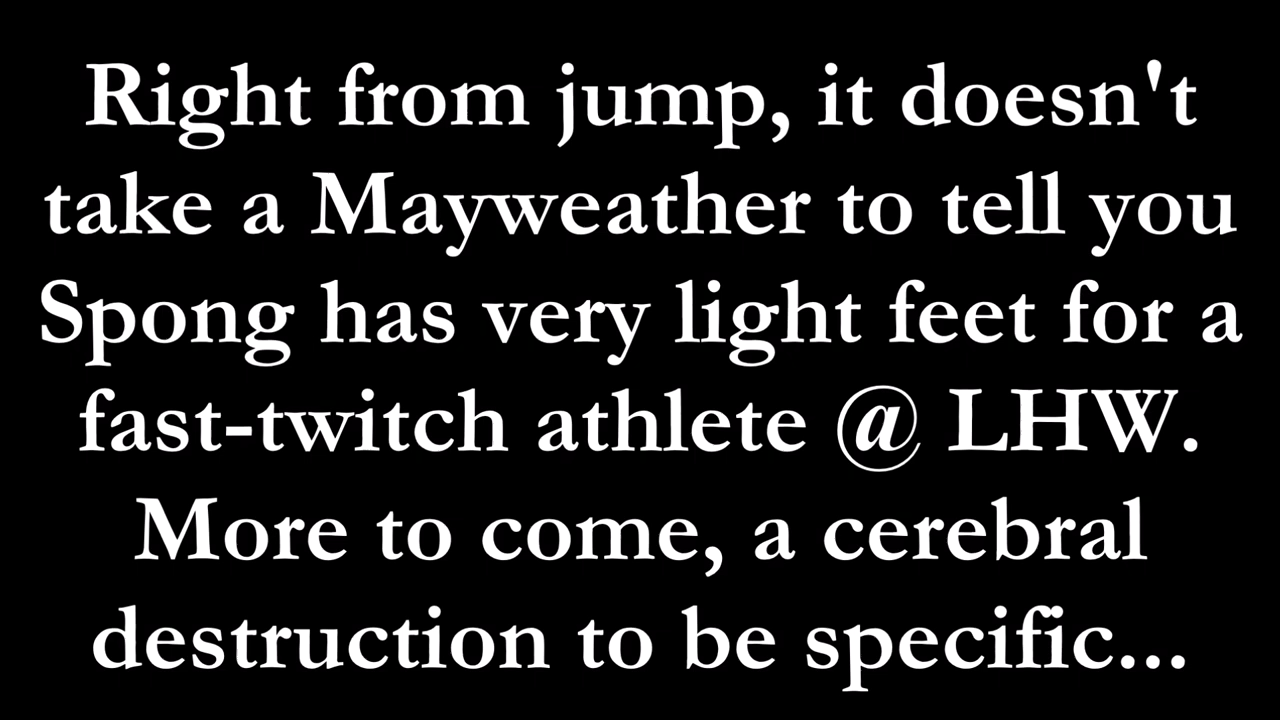 Right from jump, it doesn't
take a Mayweather to tell you
Spong has very light feet for a
fast-twitch athlete @ LHW.
More to come, a cerebral
destruction to be specific...